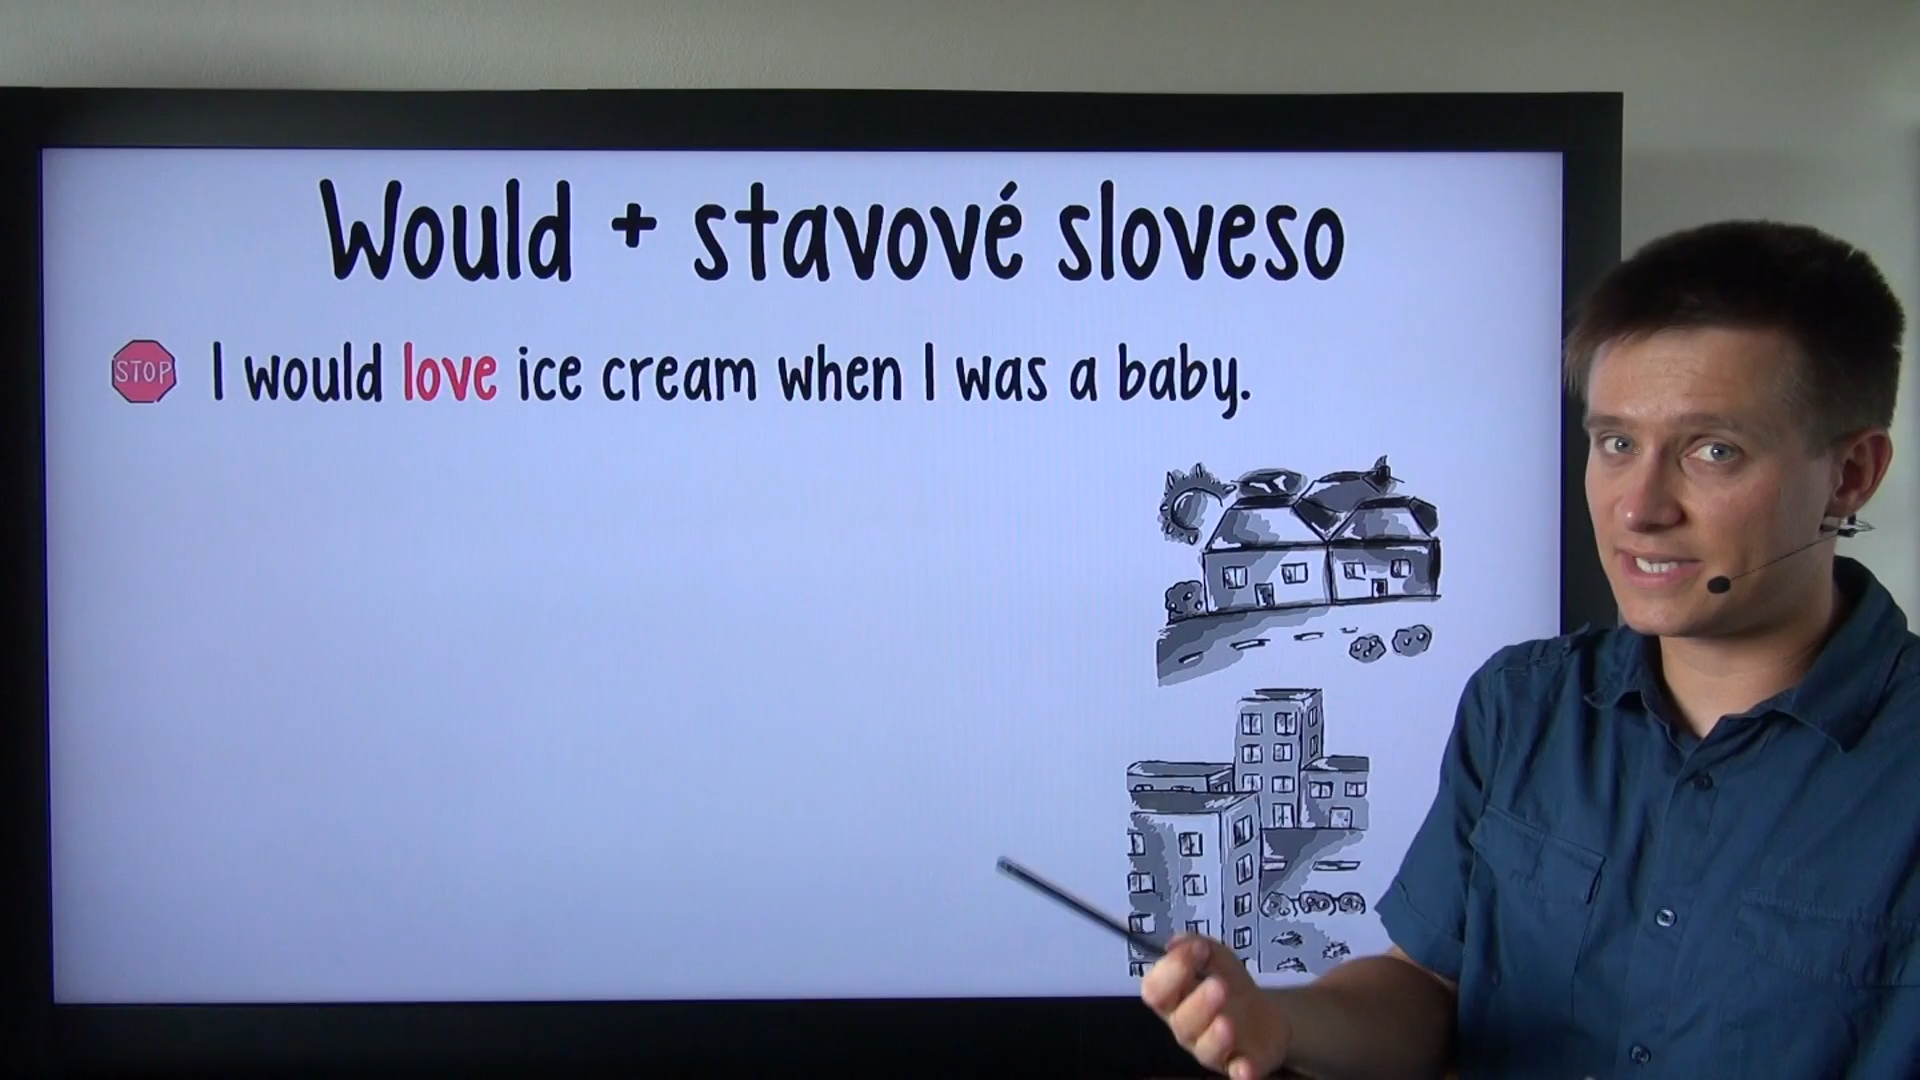 Would + stavové sloveso
STOP I would love ice cream when I was a baby.